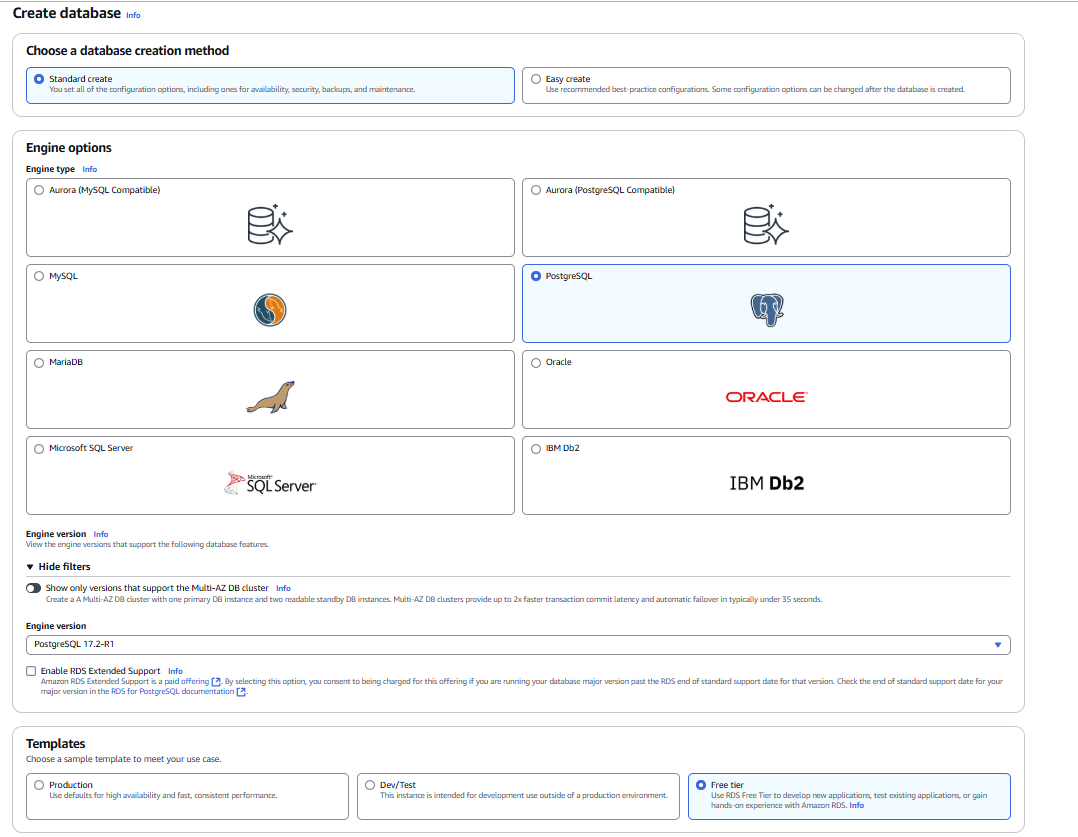 Create database Info
Choose a database creation method
Standard create
You set all of the configuration options, including ones for availability, security, backups, and maintenance.
Easy create
Use recommended best-practice configurations. Some configuration options can be changed after the database is created.
Engine options
Engine type Info
Aurora (MySQL Compatible)
Aurora (PostgreSQL Compatible)
MySQL
PostgreSQL
MariaDB
Oracle
ORACLE
Microsoft SQL Server
Microsoft
SQL Server
IBM Db2
IBM Db2
Engine version Info
View the engine versions that support the following database features.
Hide filters
Show only versions that support the Multi-AZ DB cluster Info
Create a A Multi-AZ DB cluster with one primary DB instance and two readable standby DB instances. Multi-AZ DB clusters provide up to 2x faster transaction commit latency and automatic failover in typically under 35 seconds.
Engine version
PostgreSQL 17.2-R1
Enable RDS Extended Support Info
Amazon RDS Extended Support is a paid offering. By selecting this option, you consent to being charged for this offering if you are running your database major version past the RDS end of standard support date for that version. Check the end of standard support date for your
major version in the RDS for PostgreSQL documentation.
Templates
Choose a sample template to meet your use case.
Production
Use defaults for high availability and fast, consistent performance.
Dev/Test
This instance is intended for development use outside of a production environment.
Free tier
Use RDS Free Tier to develop new applications, test existing applications, or gain
hands-on experience with Amazon RDS. Info